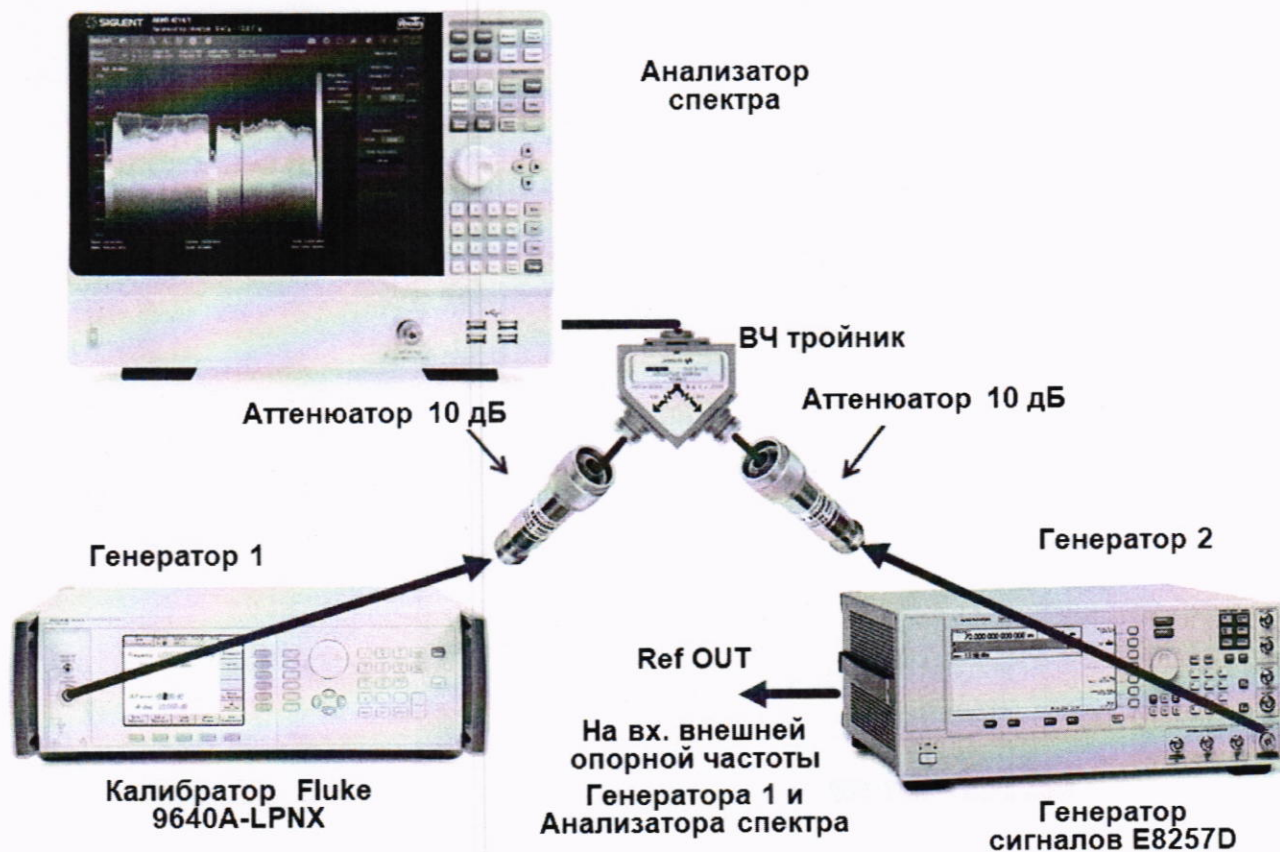 SIGLENT
Анализатор
спектра
ВЧ тройник
Аттенюатор 10 дБ
Аттенюатор 10 дБ
Генератор 1
Генератор 2
Ref OUT
На вх. внешней
опорной частоты
Генератора 1 и
Анализатора спектра
Калибратор Fluke
9640A-LPNX
Генератор
сигналов E8257D